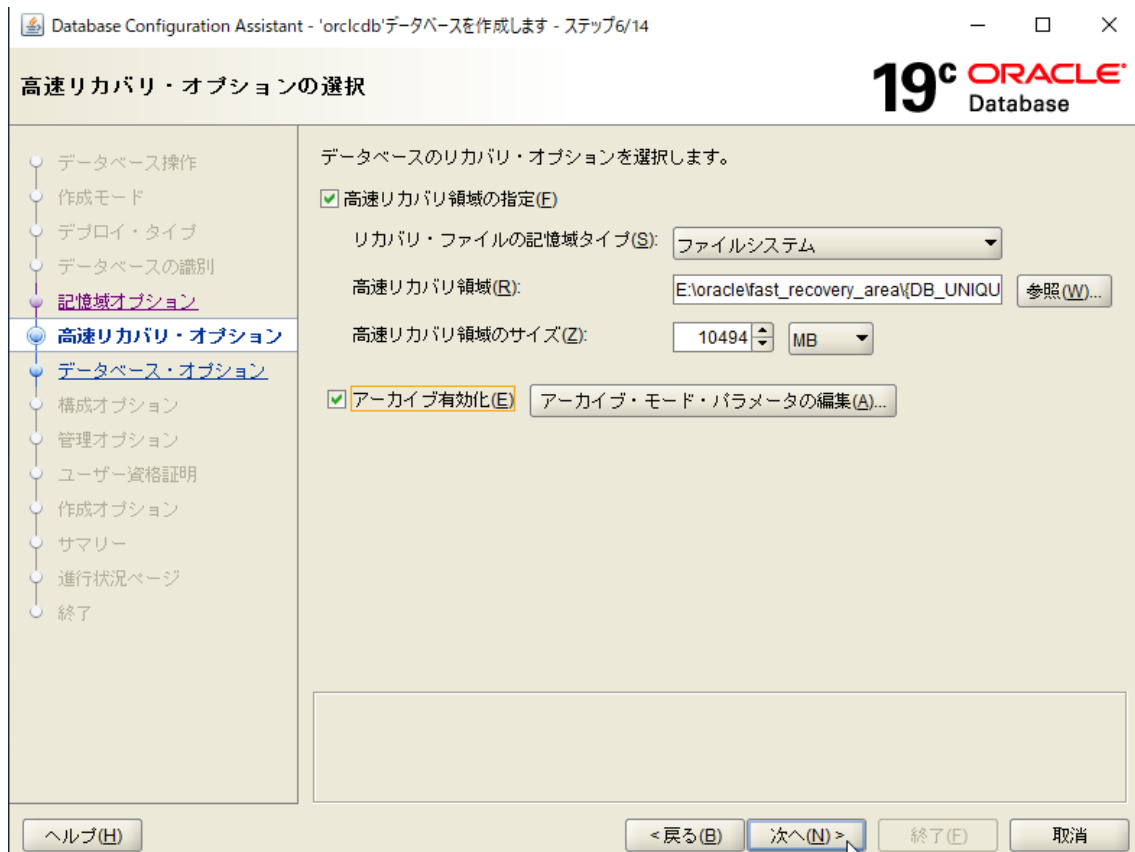 Database Configuration Assistant - 'orclcdb'データベースを作成します - ステップ6/14
高速リカバリ・オプションの選択
19c ORACLE
Database
データベース操作
作成モード
デプロイ・タイプ
データベースの識別
記憶域オプション
高速リカバリ・オプション
データベース・オプション
構成オプション
管理オプション
ユーザー資格証明
作成オプション
サマリー
進行状況ページ
終了
データベースのリカバリ・オプションを選択します。
高速リカバリ領域の指定(F)
リカバリ・ファイルの記憶域タイプ(S): ファイルシステム
高速リカバリ領域(R): E:\oracle\fast_recovery_area\{DB_UNIQU 参照(W)...
高速リカバリ領域のサイズ(Z): 10494 MB
アーカイブ有効化(E) アーカイブ・モード・パラメータの編集(A)...
ヘルプ(H) <戻る(B) 次へ(N)> 終了(F) 取消